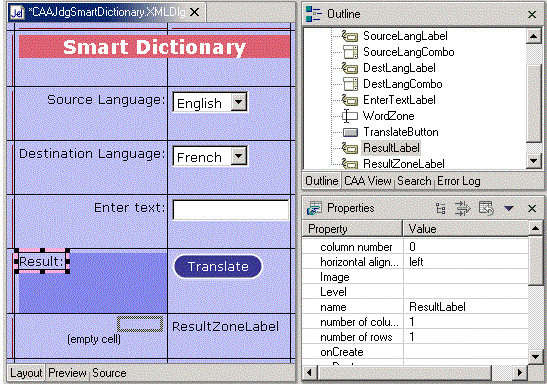 *CAAJdgSmartDictionary.XMLDlg
Smart Dictionary
Source Language:
English
Destination Language:
French
Enter text:
Result:
Translate
(empty cell)
ResultZoneLabel
Layout Preview Source
Outline
SourceLangLabel
SourceLangCombo
DestLangLabel
DestLangCombo
EnterTextLabel
WordZone
TranslateButton
ResultLabel
ResultZoneLabel
Outline CAA View Search Error Log
Properties
Property Value
column number 0
horizontal align... left
Image
Level
name ResultLabel
number of colu... 1
number of rows 1
onCreate